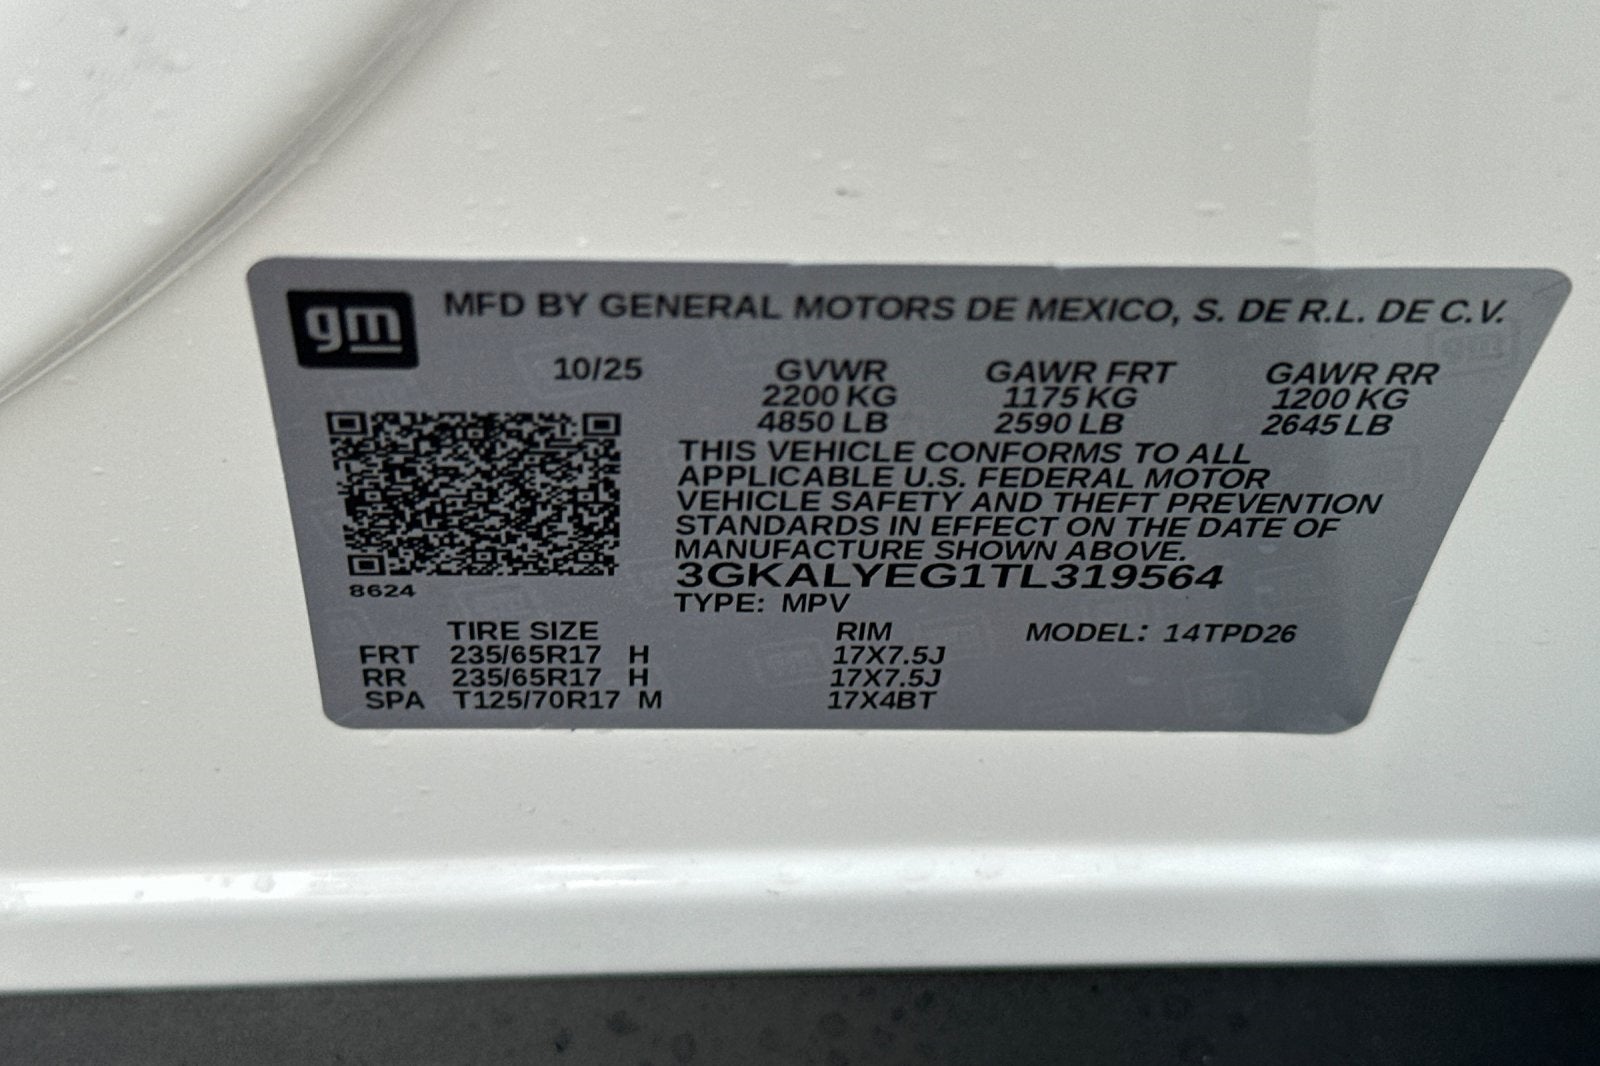 gm MFD BY GENERAL MOTORS DE MEXICO, S. DE R.L. DE C.V.
10/25 GVWR GAWR FRT GAWR RR
2200 KG 1175 KG 1200 KG
4850 LB 2590 LB 2645 LB
THIS VEHICLE CONFORMS TO ALL
APPLICABLE U.S. FEDERAL MOTOR
VEHICLE SAFETY AND THEFT PREVENTION
STANDARDS IN EFFECT ON THE DATE OF
MANUFACTURE SHOWN ABOVE.
3GKALYEG1TL319564
8624
TYPE: MPV
TIRE SIZE RIM MODEL: 14TPD26
FRT 235/65R17 H 17X7.5J
RR 235/65R17 H 17X7.5J
SPA T125/70R17 M 17X4BT